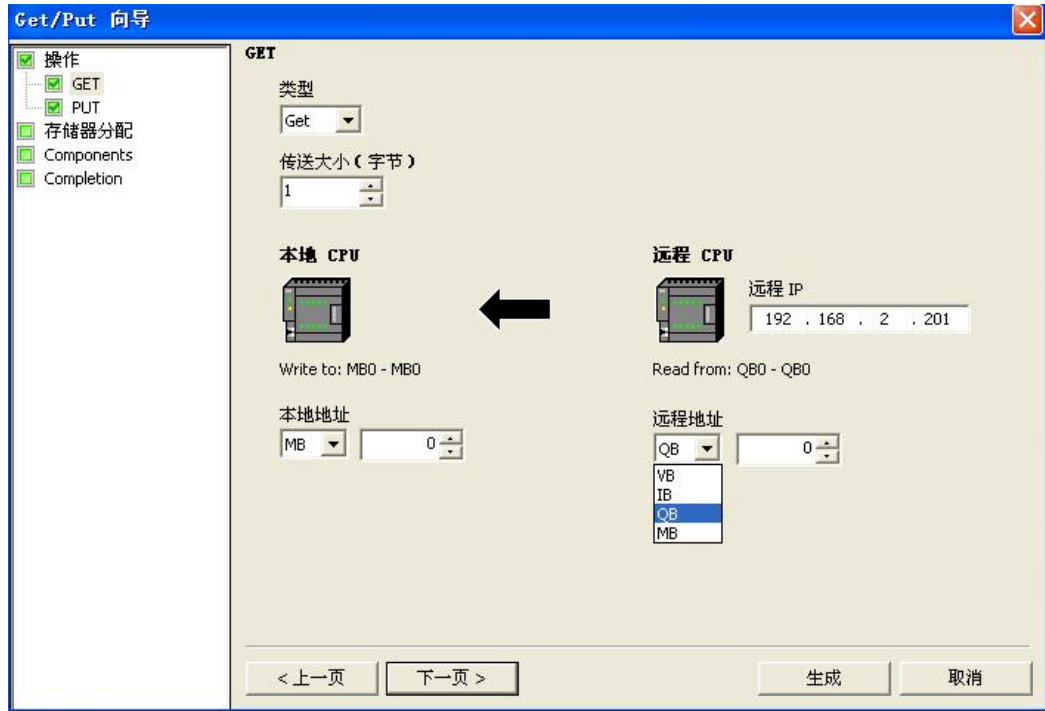 Get/Put 向导
操作
GET
PUT
存储器分配
Components
Completion
GET
类型
Get
传送大小（字节）
1
本地 CPU
远程 CPU
远程 IP
192 . 168 . 2 . 201
Write to: MB0 - MB0
Read from: QB0 - QB0
本地地址
MB 0
远程地址
QB 0
VB
IB
QB
MB
<上一页
下一页>
生成
取消